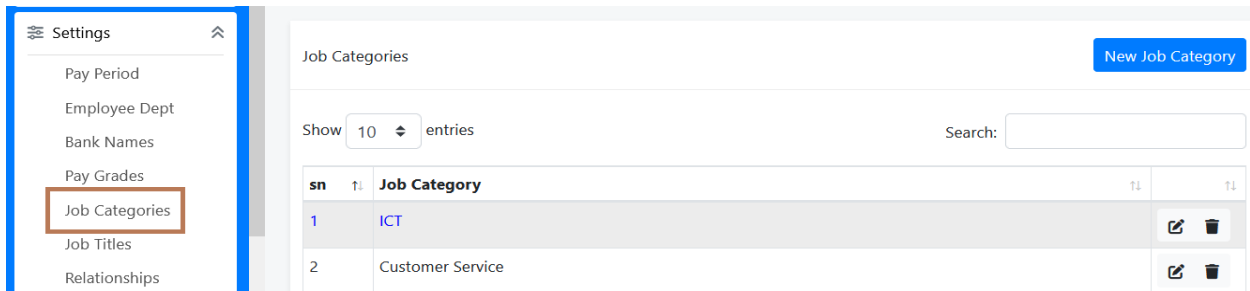 Settings
Pay Period
Employee Dept
Bank Names
Pay Grades
Job Categories
Job Titles
Relationships
Job Categories
New Job Category
Show 10 entries
Search:
sn Job Category
1 ICT
2 Customer Service